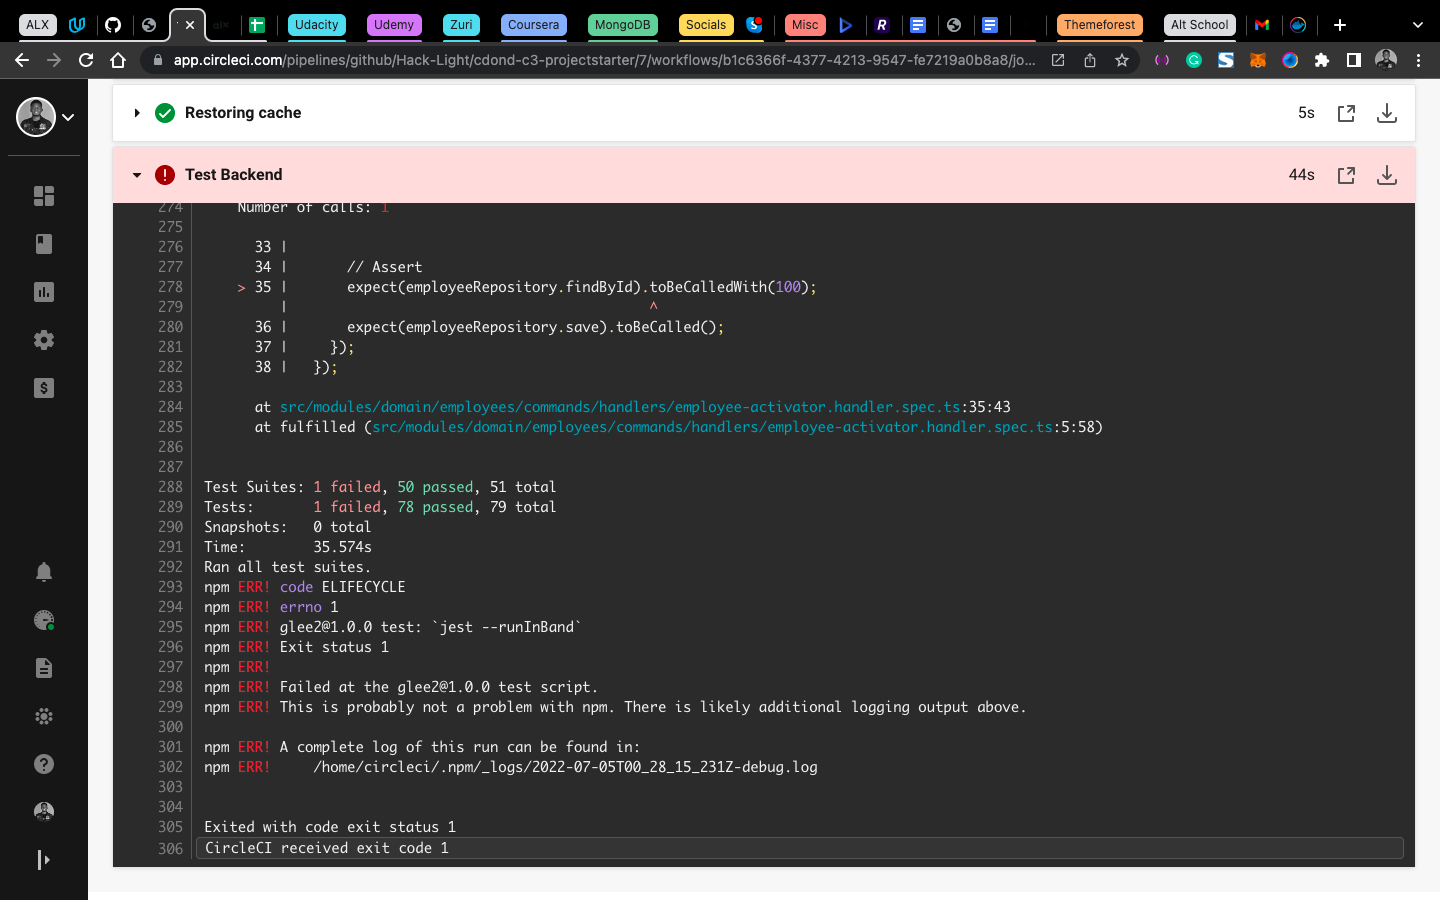 ALX
Udacity
Udemy
Zuri
Coursera
MongoDB
Socials
Misc
R
Themeforest
Alt School
app.circleci.com/pipelines/github/Hack-Light/cdond-c3-projectstarter/7/workflows/b1c6366f-4377-4213-9547-fe7219a0b8a8/jo...
Restoring cache 5s
Test Backend 44s
274 Number of calls: 1
275
276 33 |
277 34 | // Assert
278 > 35 | expect(employeeRepository.findById).toBeCalledWith(100);
279 | ^
280 36 | expect(employeeRepository.save).toBeCalled();
281 37 | });
282 38 | });
283
284 at src/modules/domain/employees/commands/handlers/employee-activator.handler.spec.ts:35:43
285 at fulfilled (src/modules/domain/employees/commands/handlers/employee-activator.handler.spec.ts:5:58)
286
287
288 Test Suites: 1 failed, 50 passed, 51 total
289 Tests: 1 failed, 78 passed, 79 total
290 Snapshots: 0 total
291 Time: 35.574s
292 Ran all test suites.
293 npm ERR! code ELIFECYCLE
294 npm ERR! errno 1
295 npm ERR! glee2@1.0.0 test: `jest --runInBand`
296 npm ERR! Exit status 1
297 npm ERR!
298 npm ERR! Failed at the glee2@1.0.0 test script.
299 npm ERR! This is probably not a problem with npm. There is likely additional logging output above.
300
301 npm ERR! A complete log of this run can be found in:
302 npm ERR! /home/circleci/.npm/_logs/2022-07-05T00_28_15_231Z-debug.log
303
304
305 Exited with code exit status 1
306 CircleCI received exit code 1